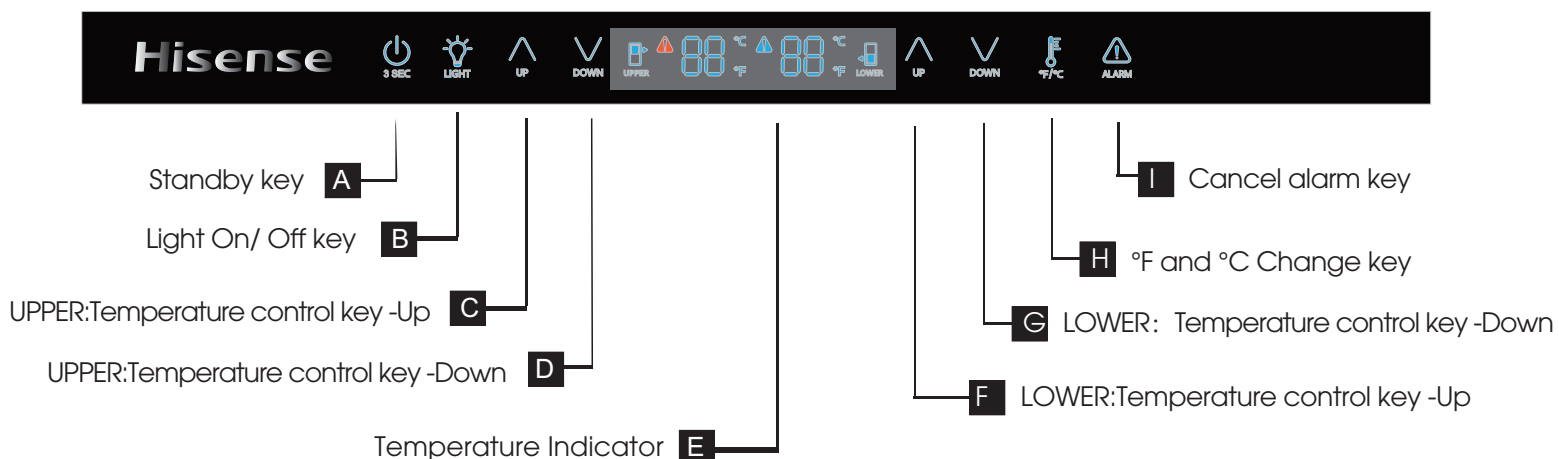 Hisense
3 SEC
LIGHT
UP
DOWN
UPPER
88 °C °F
88 °C °F
LOWER
UP
DOWN
°F/°C
ALARM
Standby key A
I Cancel alarm key
Light On/ Off key B
H °F and °C Change key
UPPER:Temperature control key -Up C
G LOWER: Temperature control key -Down
UPPER:Temperature control key -Down D
F LOWER:Temperature control key -Up
Temperature Indicator E